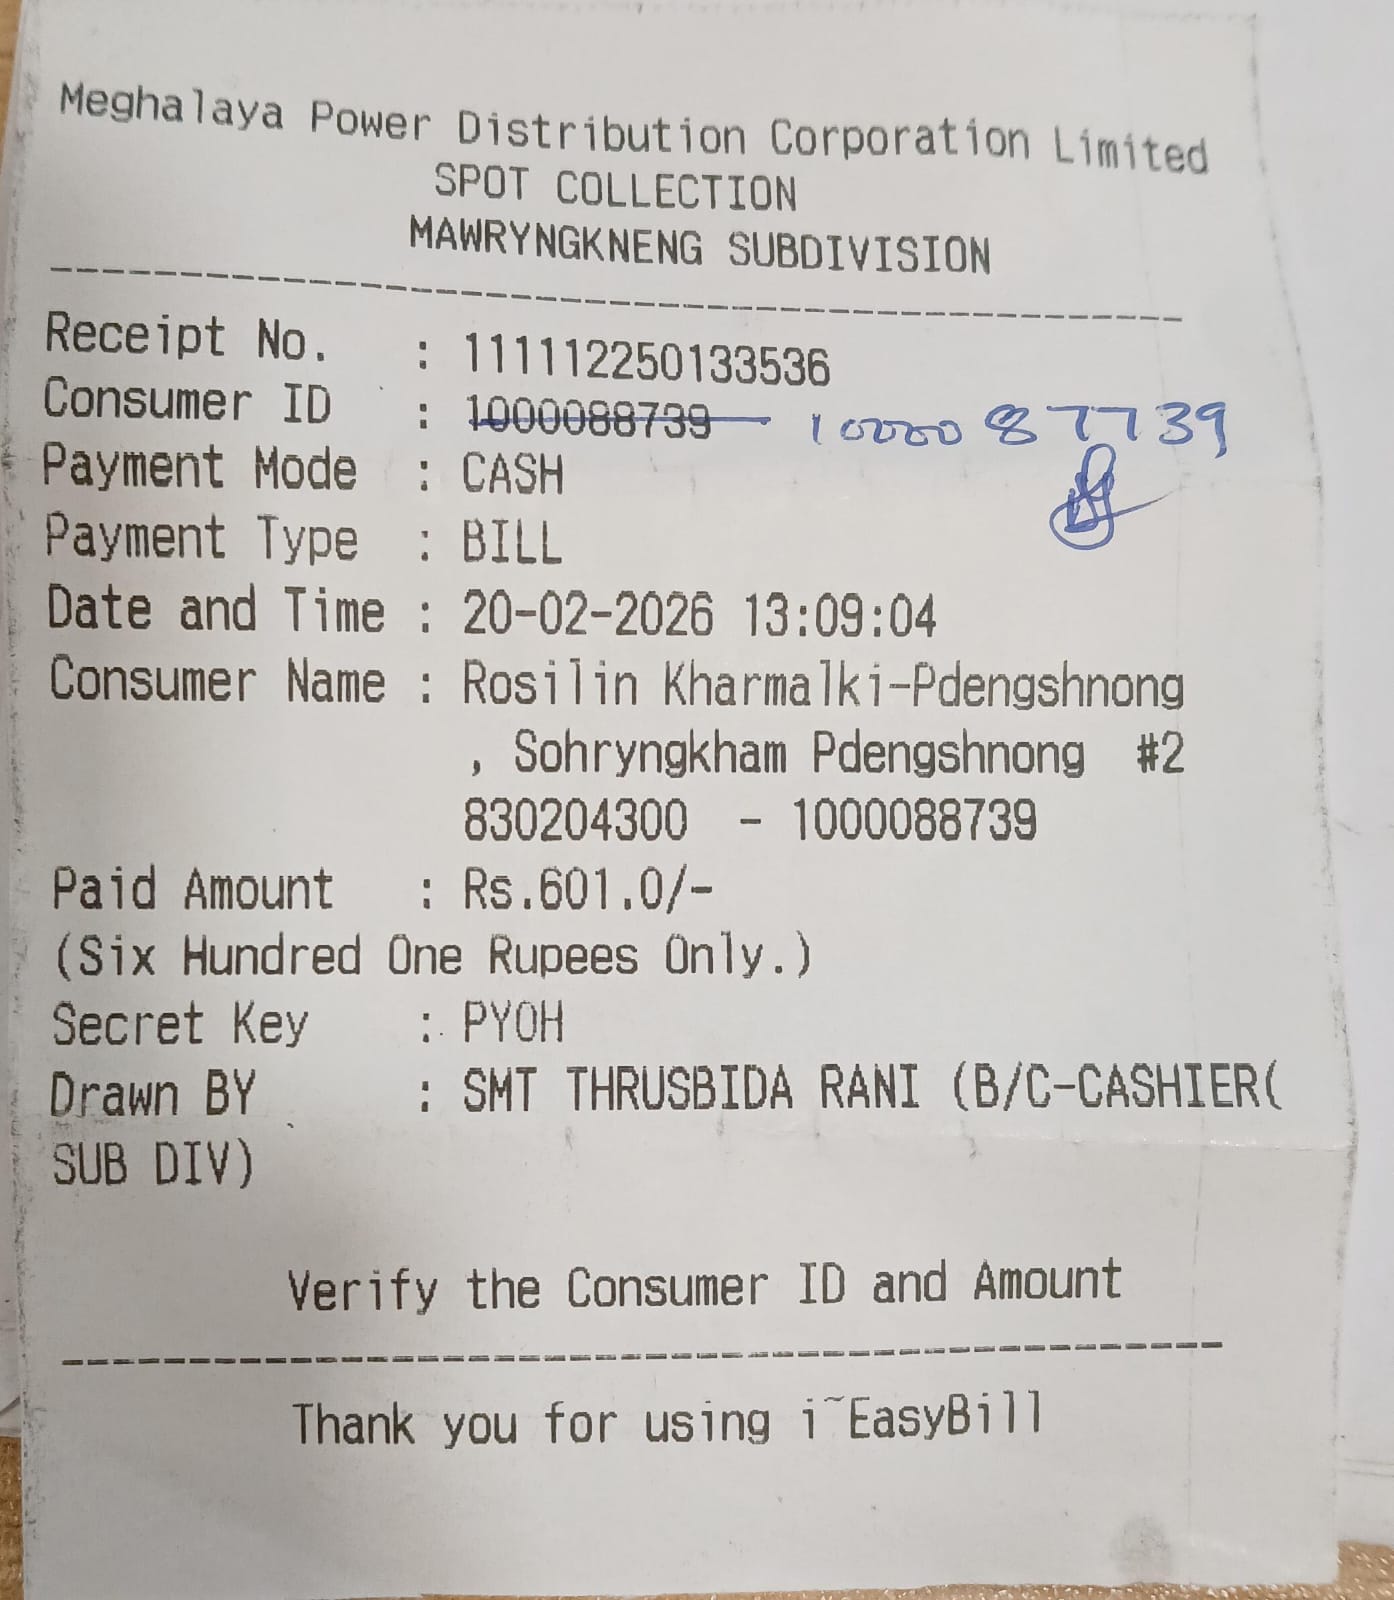 Meghalaya Power Distribution Corporation Limited
SPOT COLLECTION
MAWRYNGKNENG SUBDIVISION
Receipt No. : 111112250133536
Consumer ID : 1000088739 1000087739
Payment Mode : CASH
Payment Type : BILL
Date and Time : 20-02-2026 13:09:04
Consumer Name : Rosilin Kharmalki-Pdengshnong
, Sohryngkham Pdengshnong #2
830204300 - 1000088739
Paid Amount : Rs.601.0/-
(Six Hundred One Rupees Only.)
Secret Key : PYOH
Drawn BY : SMT THRUSBIDA RANI (B/C-CASHIER(
SUB DIV)
Verify the Consumer ID and Amount
Thank you for using i~EasyBill